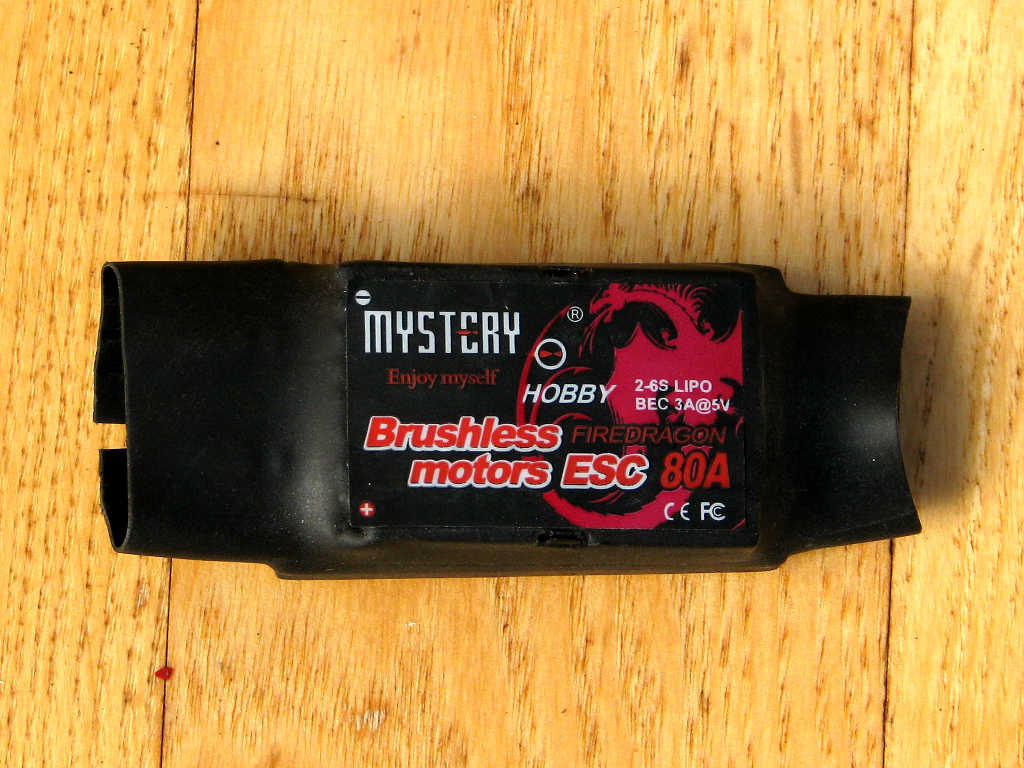 MYSTERY ®
Enjoy myself
HOBBY
2-6S LIPO
BEC 3A@5V
Brushless FIREDRAGON
motors ESC 80A
CE FC